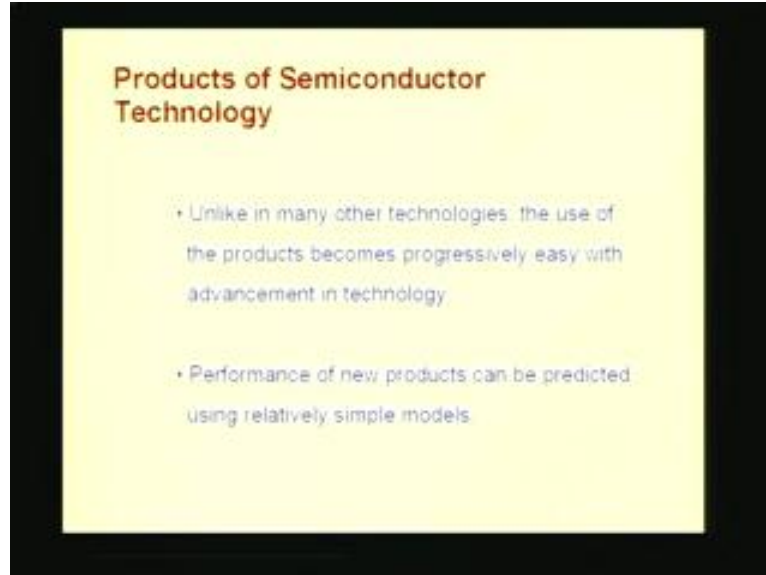 Products of Semiconductor
Technology
• Unlike in many other technologies, the use of
the products becomes progressively easy with
advancement in technology.
• Performance of new products can be predicted
using relatively simple models.